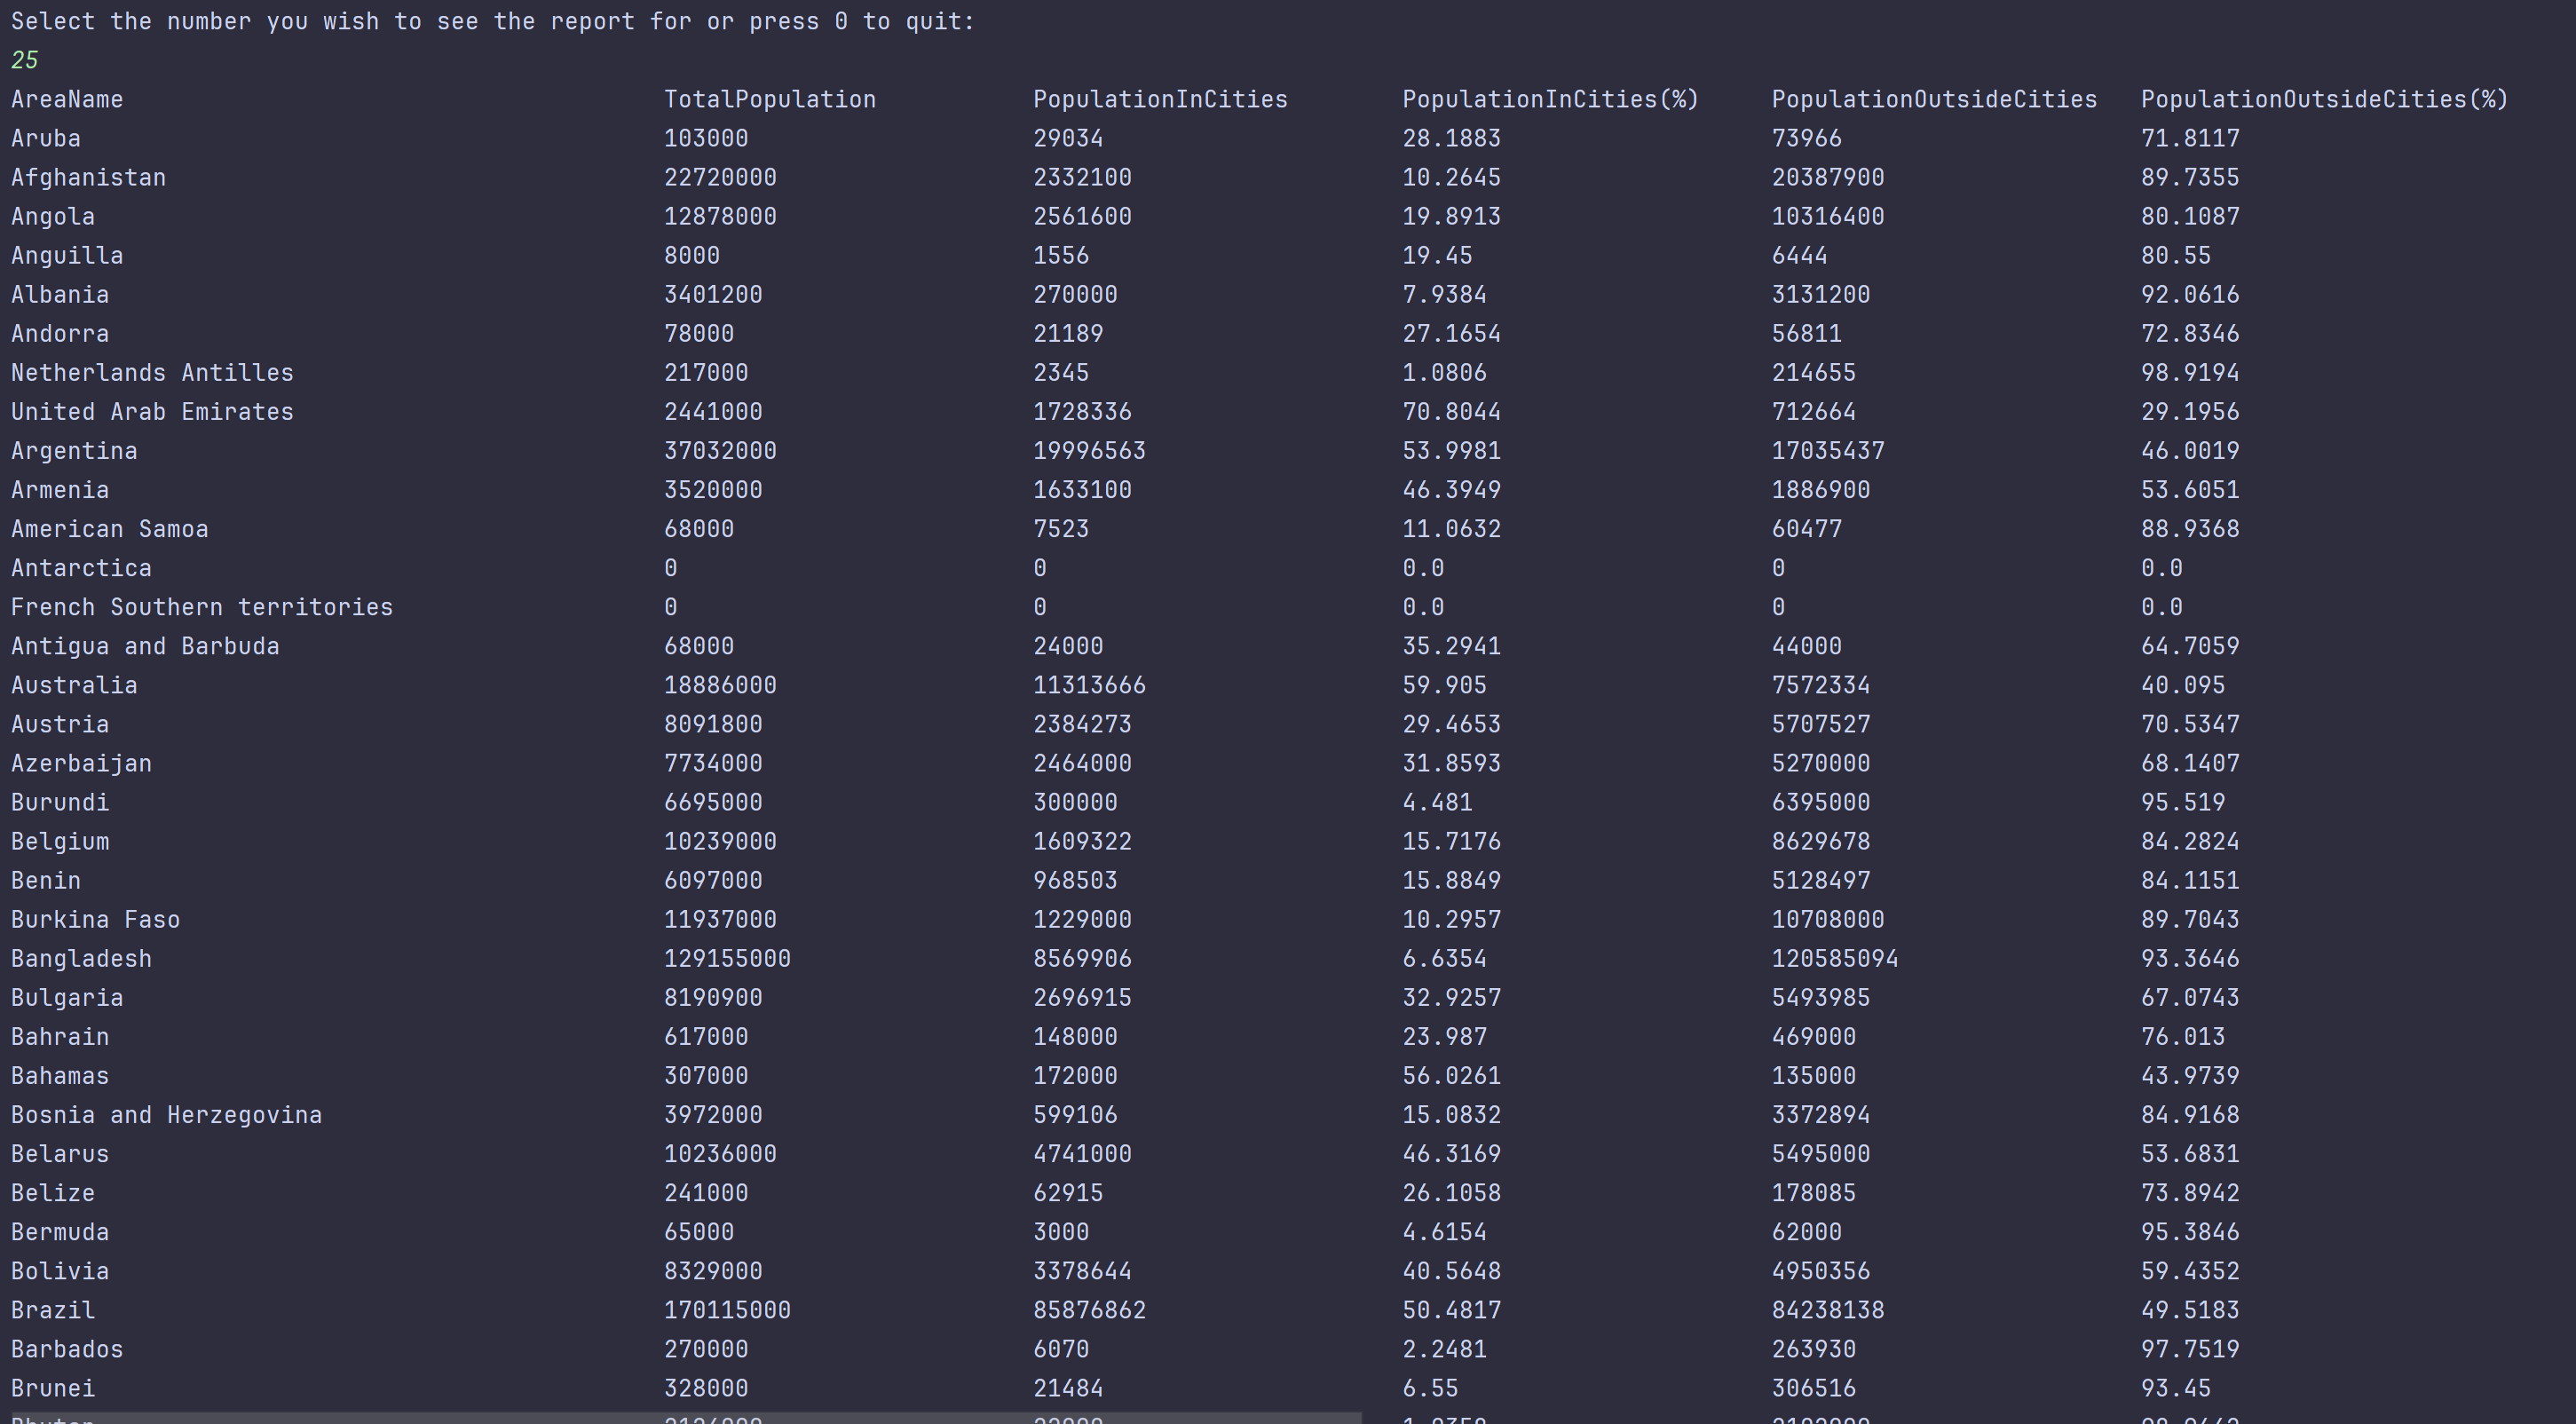 Select the number you wish to see the report for or press 0 to quit:
25
AreaName TotalPopulation PopulationInCities PopulationInCities(%) PopulationOutsideCities PopulationOutsideCities(%)
Aruba 103000 29034 28.1883 73966 71.8117
Afghanistan 22720000 2332100 10.2645 20387900 89.7355
Angola 12878000 2561600 19.8913 10316400 80.1087
Anguilla 8000 1556 19.45 6444 80.55
Albania 3401200 270000 7.9384 3131200 92.0616
Andorra 78000 21189 27.1654 56811 72.8346
Netherlands Antilles 217000 2345 1.0806 214655 98.9194
United Arab Emirates 2441000 1728336 70.8044 712664 29.1956
Argentina 37032000 19996563 53.9981 17035437 46.0019
Armenia 3520000 1633100 46.3949 1886900 53.6051
American Samoa 68000 7523 11.0632 60477 88.9368
Antarctica 0 0 0.0 0 0.0
French Southern territories 0 0 0.0 0 0.0
Antigua and Barbuda 68000 24000 35.2941 44000 64.7059
Australia 18886000 11313666 59.905 7572334 40.095
Austria 8091800 2384273 29.4653 5707527 70.5347
Azerbaijan 7734000 2464000 31.8593 5270000 68.1407
Burundi 6695000 300000 4.481 6395000 95.519
Belgium 10239000 1609322 15.7176 8629678 84.2824
Benin 6097000 968503 15.8849 5128497 84.1151
Burkina Faso 11937000 1229000 10.2957 10708000 89.7043
Bangladesh 129155000 8569906 6.6354 120585094 93.3646
Bulgaria 8190900 2696915 32.9257 5493985 67.0743
Bahrain 617000 148000 23.987 469000 76.013
Bahamas 307000 172000 56.0261 135000 43.9739
Bosnia and Herzegovina 3972000 599106 15.0832 3372894 84.9168
Belarus 10236000 4741000 46.3169 5495000 53.6831
Belize 241000 62915 26.1058 178085 73.8942
Bermuda 65000 3000 4.6154 62000 95.3846
Bolivia 8329000 3378644 40.5648 4950356 59.4352
Brazil 170115000 85876862 50.4817 84238138 49.5183
Barbados 270000 6070 2.2481 263930 97.7519
Brunei 328000 21484 6.55 306516 93.45